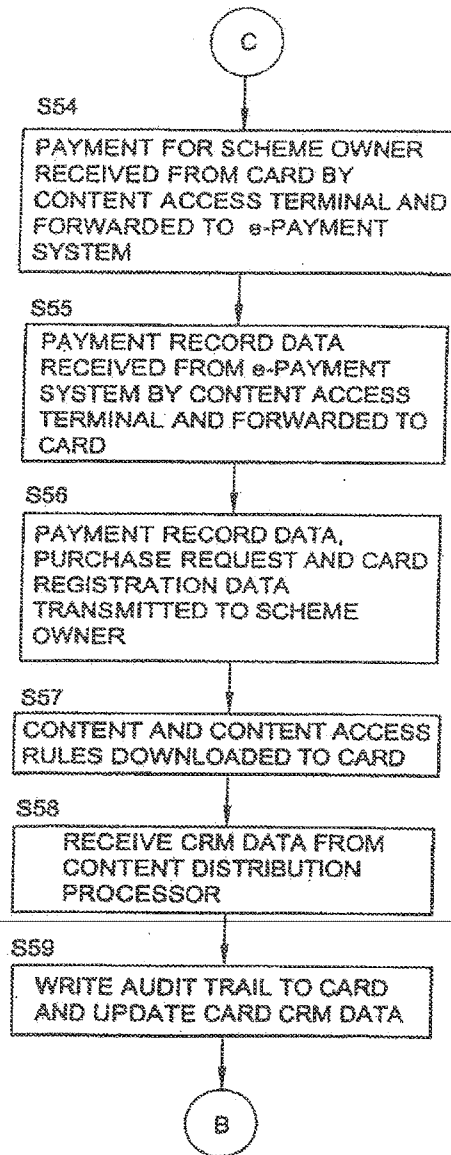 C
S54
PAYMENT FOR SCHEME OWNER
RECEIVED FROM CARD BY
CONTENT ACCESS TERMINAL AND
FORWARDED TO e-PAYMENT
SYSTEM
S55
PAYMENT RECORD DATA
RECEIVED FROM e-PAYMENT
SYSTEM BY CONTENT ACCESS
TERMINAL AND FORWARDED TO
CARD
S56
PAYMENT RECORD DATA,
PURCHASE REQUEST AND CARD
REGISTRATION DATA
TRANSMITTED TO SCHEME
OWNER
S57
CONTENT AND CONTENT ACCESS
RULES DOWNLOADED TO CARD
S58
RECEIVE CRM DATA FROM
CONTENT DISTRIBUTION
PROCESSOR
S59
WRITE AUDIT TRAIL TO CARD
AND UPDATE CARD CRM DATA
B